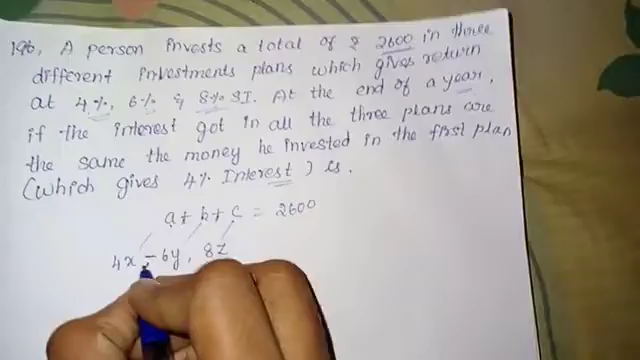 196, A person invests a total of ₹ 2600 in three
different investments plans which gives return
at 4%, 6% & 8% SI. At the end of a year,
if the interest got in all the three plans are
the same the money he invested in the first plan
(which gives 4% Interest) is.
a + b + c = 2600
4x - 6y, 8z